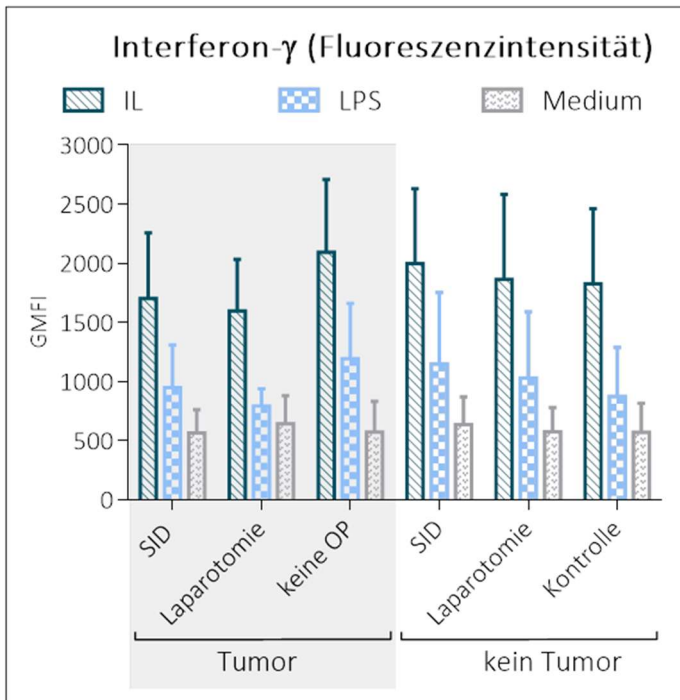 Interferon-γ (Fluoreszenzintensität)
IL LPS Medium
3000
2500
2000
1500
1000
500
0
GMFI
SID Laparotomie keine OP SID Laparotomie Kontrolle
Tumor kein Tumor